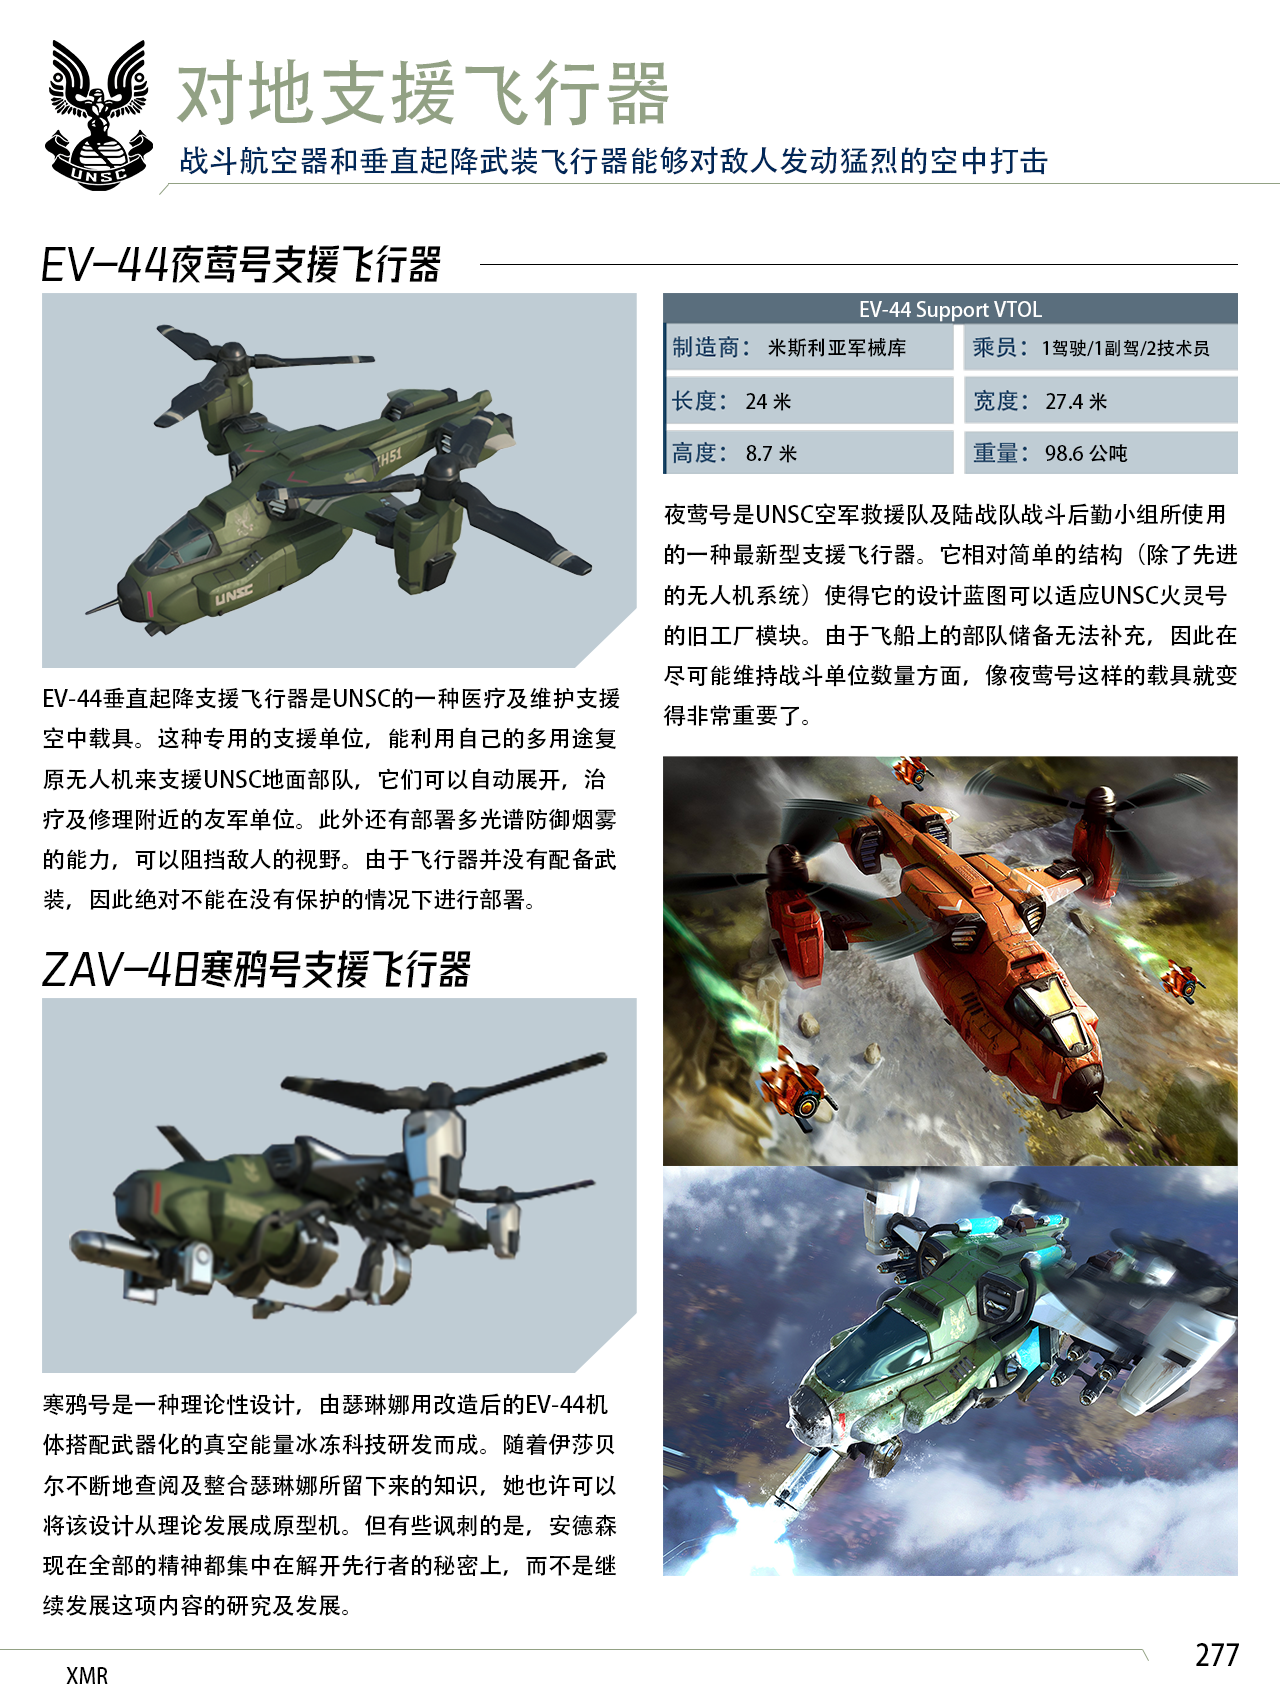 UNSC
对地支援飞行器
战斗航空器和垂直起降武装飞行器能够对敌人发动猛烈的空中打击
EV-44夜莺号支援飞行器
IH51
UNSC
EV-44垂直起降支援飞行器是UNSC的一种医疗及维护支援
空中载具。这种专用的支援单位，能利用自己的多用途复
原无人机来支援UNSC地面部队，它们可以自动展开，治
疗及修理附近的友军单位。此外还有部署多光谱防御烟雾
的能力，可以阻挡敌人的视野。由于飞行器并没有配备武
装，因此绝对不能在没有保护的情况下进行部署。
EV-44 Support VTOL
制造商： 米斯利亚军械库
乘员： 1驾驶/1副驾/2技术员
长度： 24 米
宽度： 27.4 米
高度： 8.7 米
重量： 98.6 公吨
夜莺号是UNSC空军救援队及陆战队战斗后勤小组所使用
的一种最新型支援飞行器。它相对简单的结构（除了先进
的无人机系统）使得它的设计蓝图可以适应UNSC火灵号
的旧工厂模块。由于飞船上的部队储备无法补充，因此在
尽可能维持战斗单位数量方面，像夜莺号这样的载具就变
得非常重要了。
ZAV-48寒鸦号支援飞行器
寒鸦号是一种理论性设计，由瑟琳娜用改造后的EV-44机
体搭配武器化的真空能量冰冻科技研发而成。随着伊莎贝
尔不断地查阅及整合瑟琳娜所留下来的知识，她也许可以
将该设计从理论发展成原型机。但有些讽刺的是，安德森
现在全部的精神都集中在解开先行者的秘密上，而不是继
续发展这项内容的研究及发展。
277
XMR